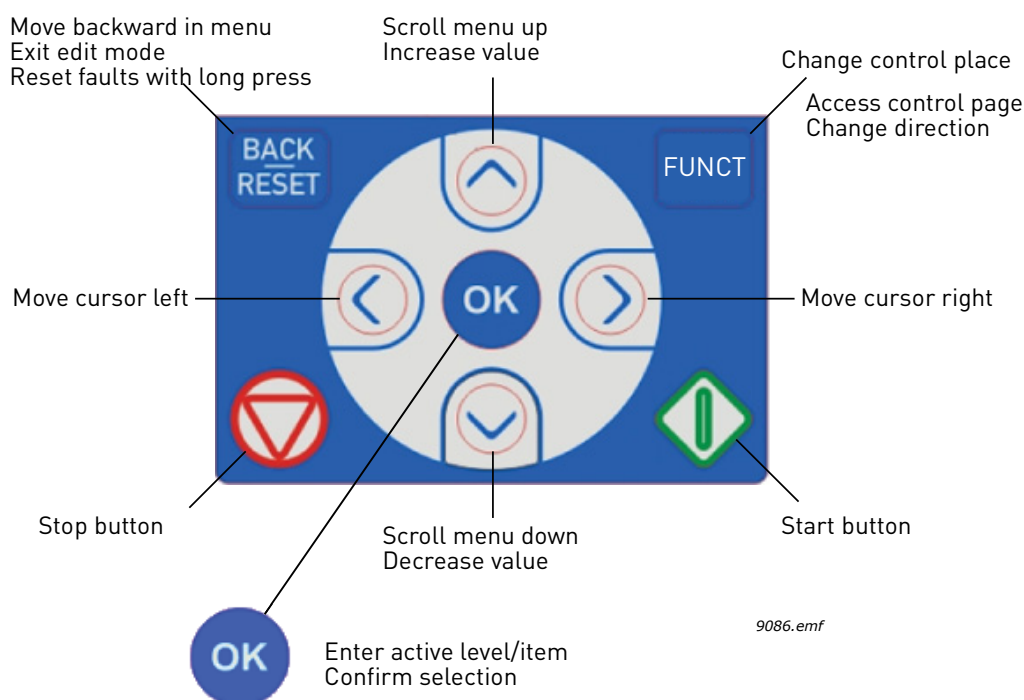 Move backward in menu
Exit edit mode
Reset faults with long press
Scroll menu up
Increase value
Change control place
Access control page
Change direction
BACK
RESET
FUNCT
Move cursor left
OK
Move cursor right
Stop button
Scroll menu down
Decrease value
Start button
9086.emf
OK
Enter active level/item
Confirm selection